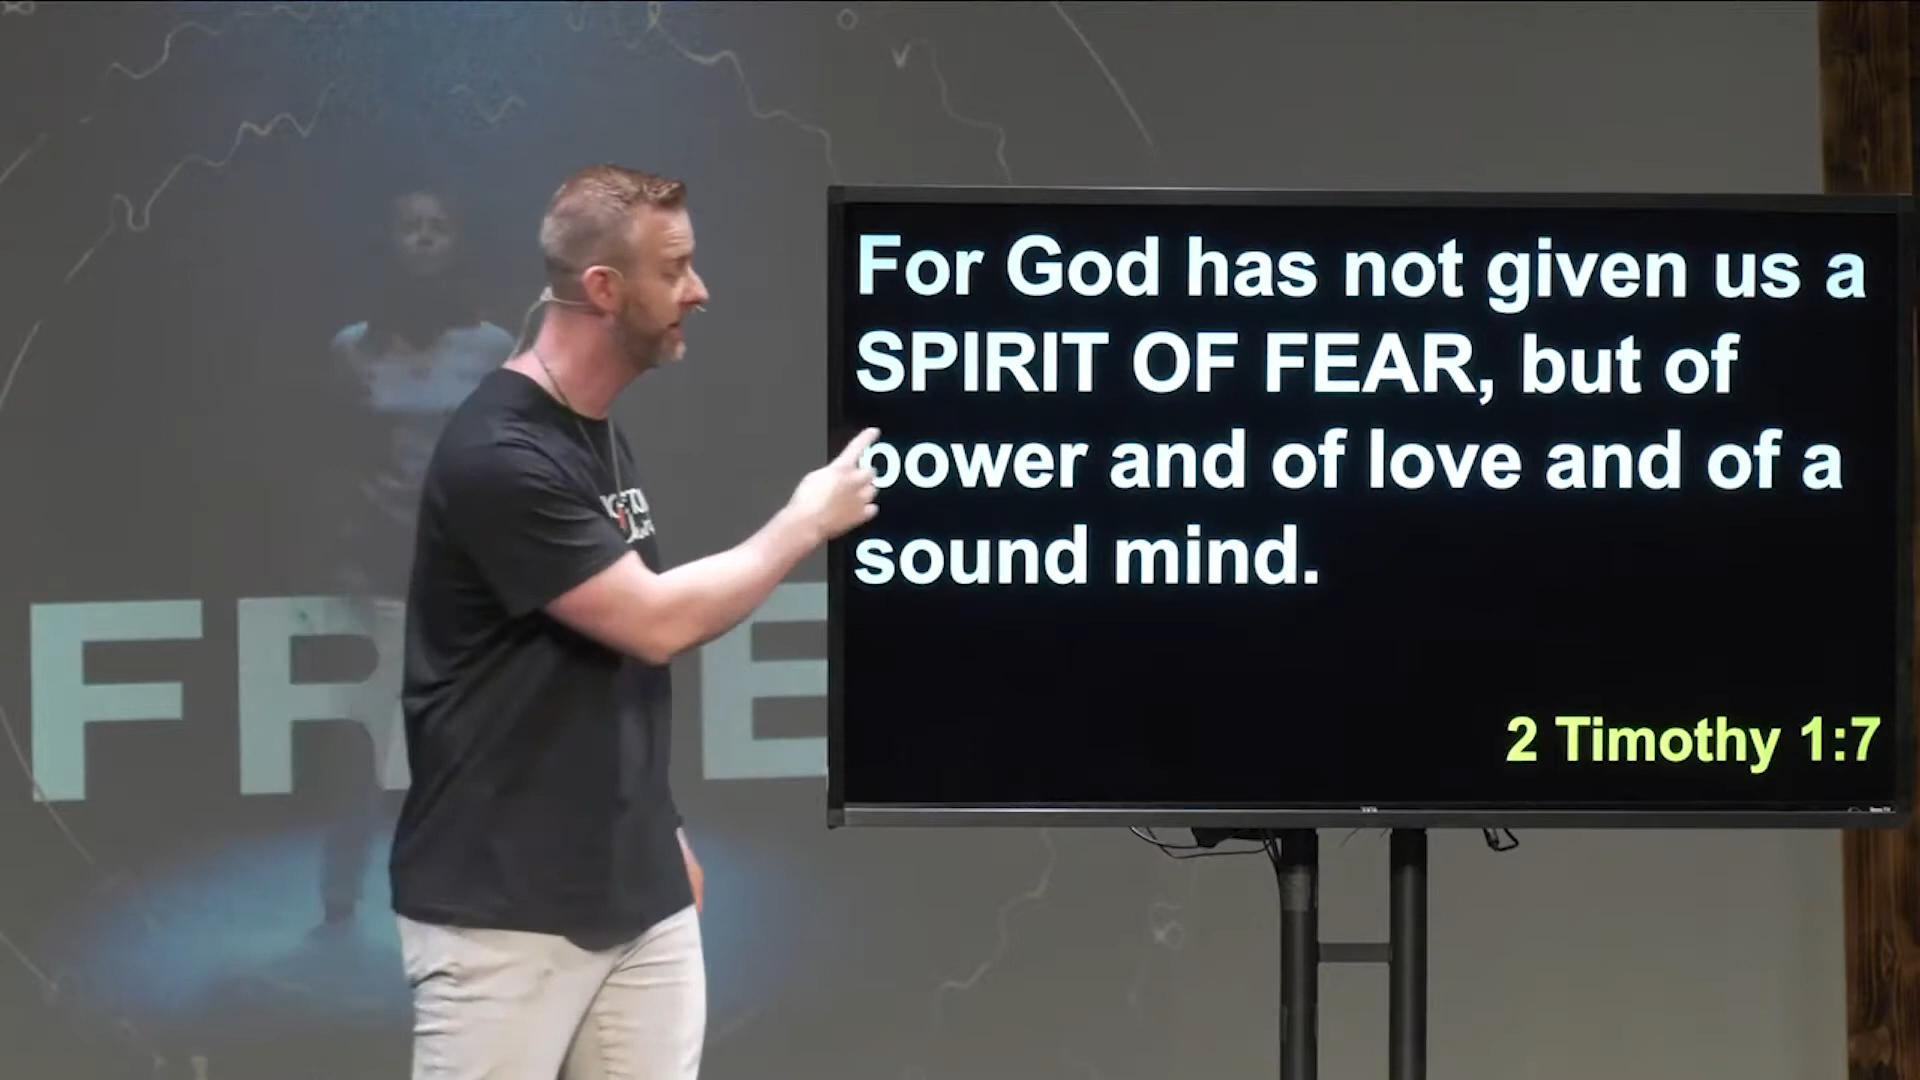 For God has not given us a
SPIRIT OF FEAR, but of
power and of love and of a
sound mind.
2 Timothy 1:7